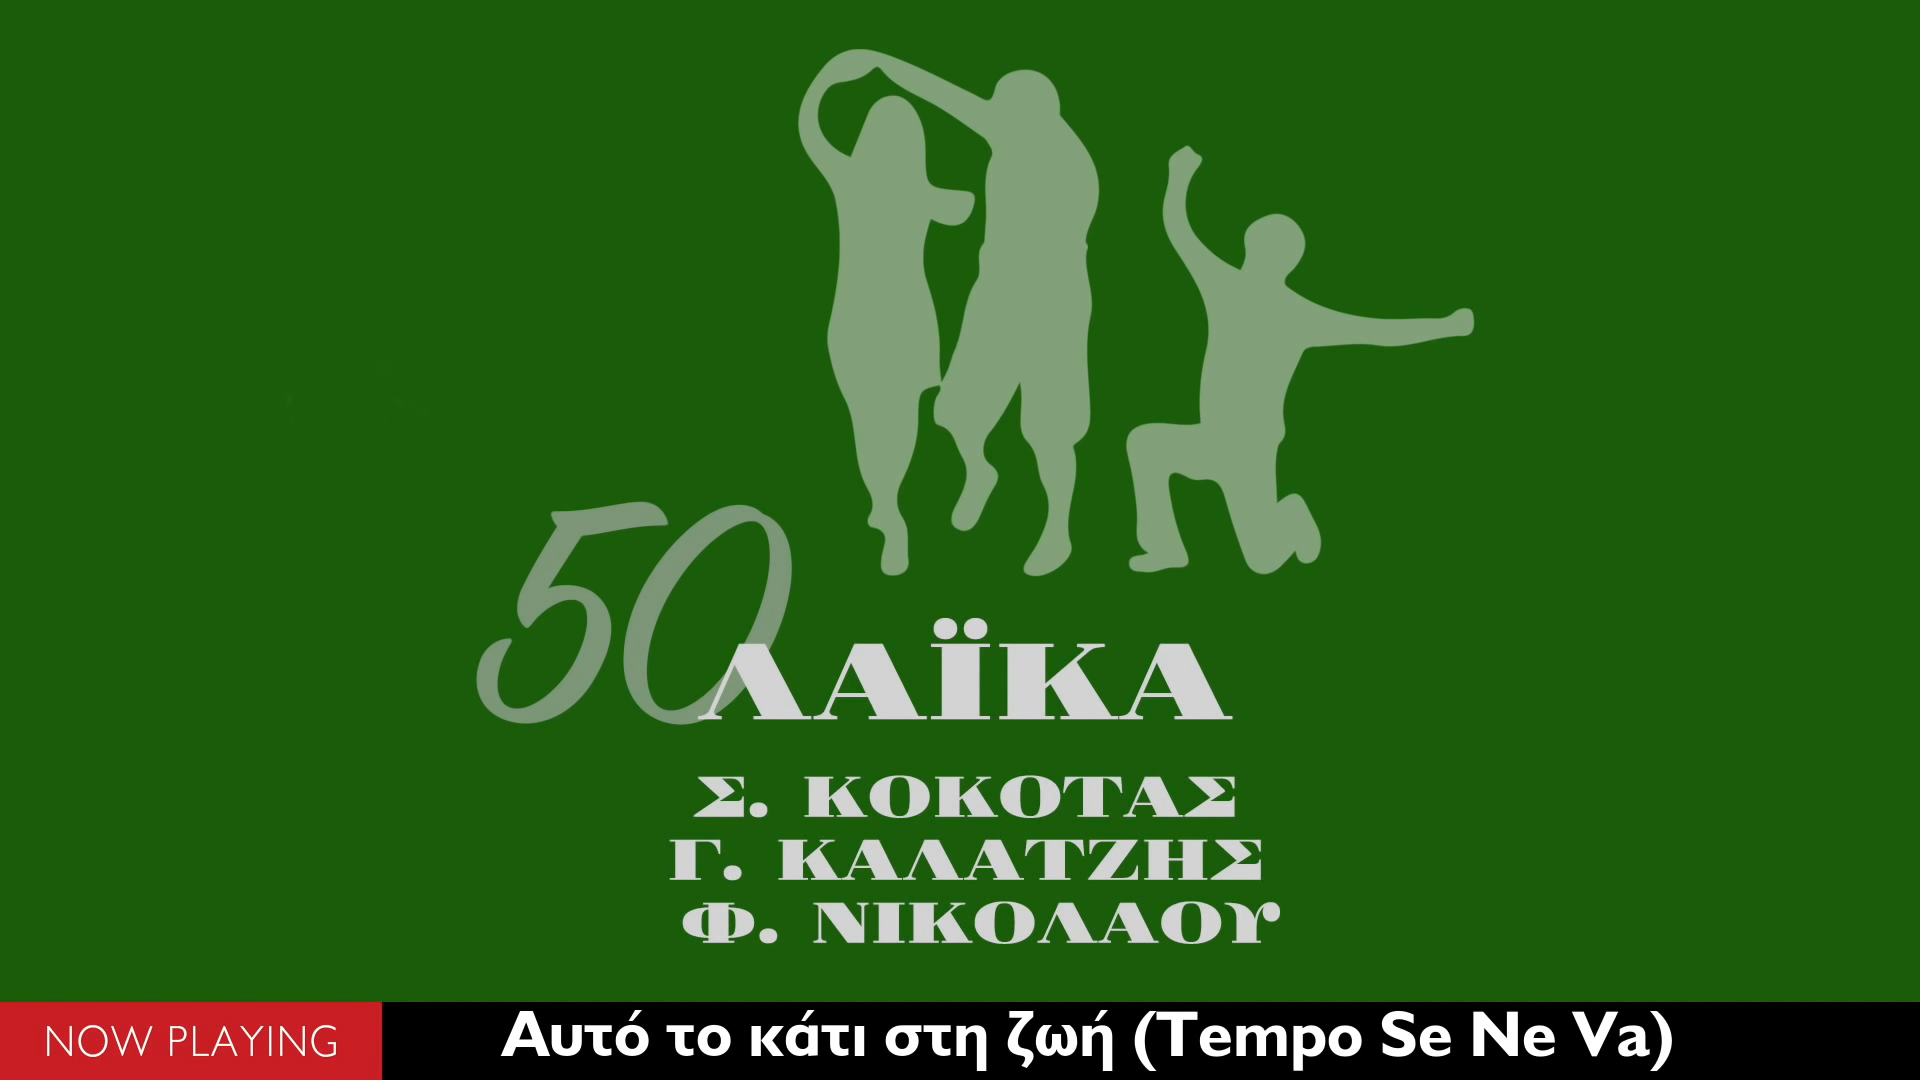 50
ΛΑΪΚΑ
Σ. ΚΟΚΟΤΑΣ
Γ. ΚΑΛΑΤΖΗΣ
Φ. ΝΙΚΟΛΑΟΥ
NOW PLAYING
Αυτό το κάτι στη ζωή (Tempo Se Ne Va)